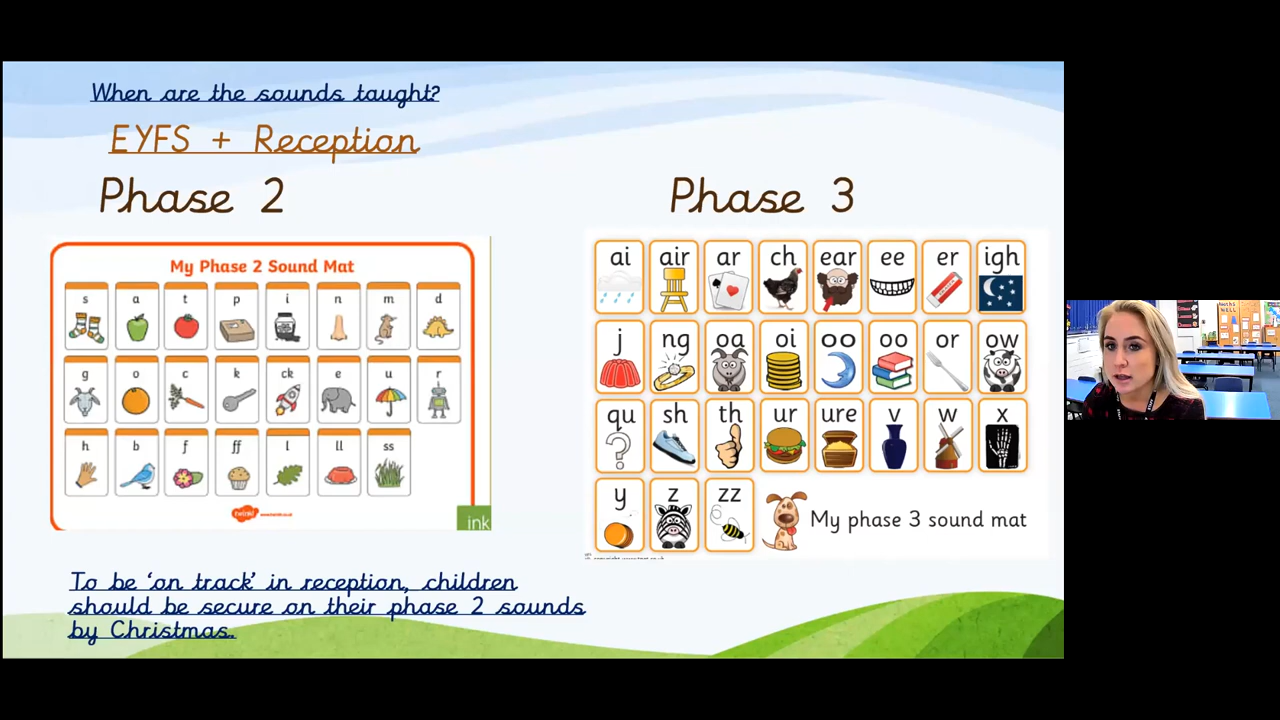 When are the sounds taught?
EYFS + Reception
Phase 2
Phase 3
My Phase 2 Sound Mat
s a t p i n m d
g o c k ck e u r
h b f ff l ll ss
twinkl
ink
ai air ar ch ear ee er igh
j ng oa oi oo oo or ow
qu sh th ur ure v w x
y z zz
My phase 3 sound mat
To be ‘on track’ in reception, children
should be secure on their phase 2 sounds
by Christmas.